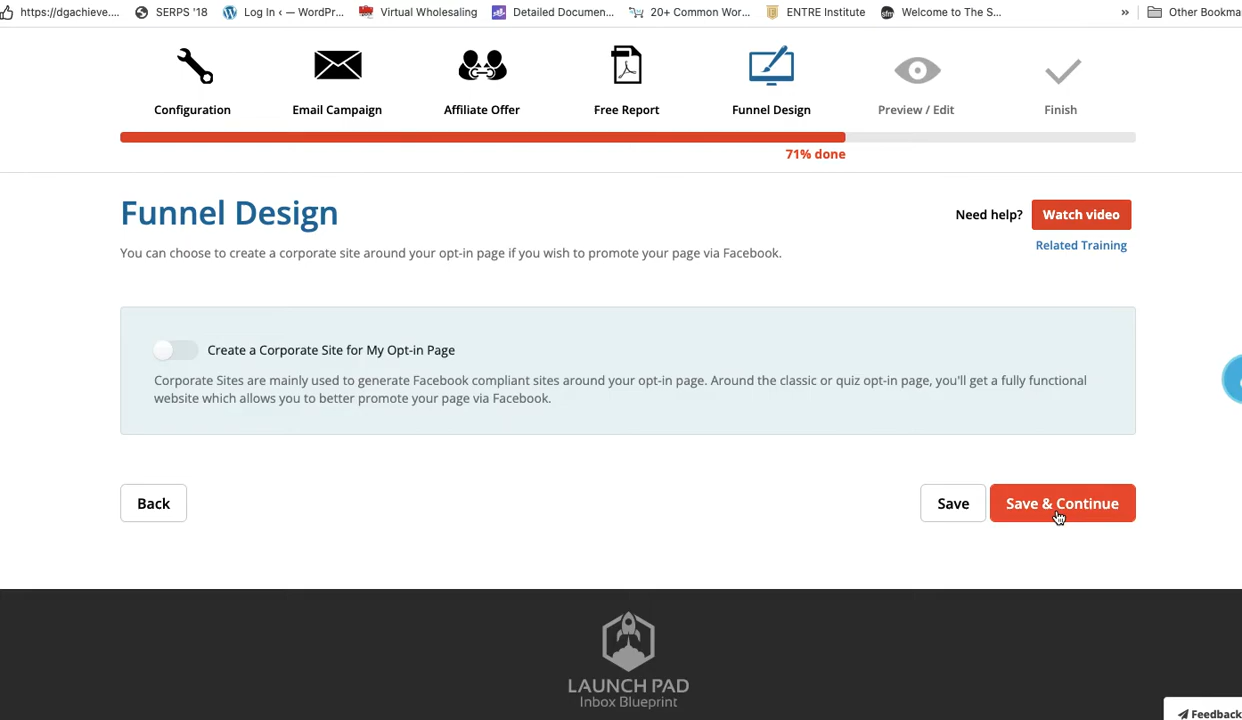 https://dgachieve.... SERPS '18 Log In ‹ — WordPr... Virtual Wholesaling Detailed Documen... 20+ Common Wor... ENTRE Institute Welcome to The S... » Other Bookma
Configuration Email Campaign Affiliate Offer Free Report Funnel Design Preview / Edit Finish
71% done
Funnel Design
Need help? Watch video
Related Training
You can choose to create a corporate site around your opt-in page if you wish to promote your page via Facebook.
Create a Corporate Site for My Opt-in Page
Corporate Sites are mainly used to generate Facebook compliant sites around your opt-in page. Around the classic or quiz opt-in page, you'll get a fully functional
website which allows you to better promote your page via Facebook.
Back Save Save & Continue
LAUNCH PAD
Inbox Blueprint
Feedback